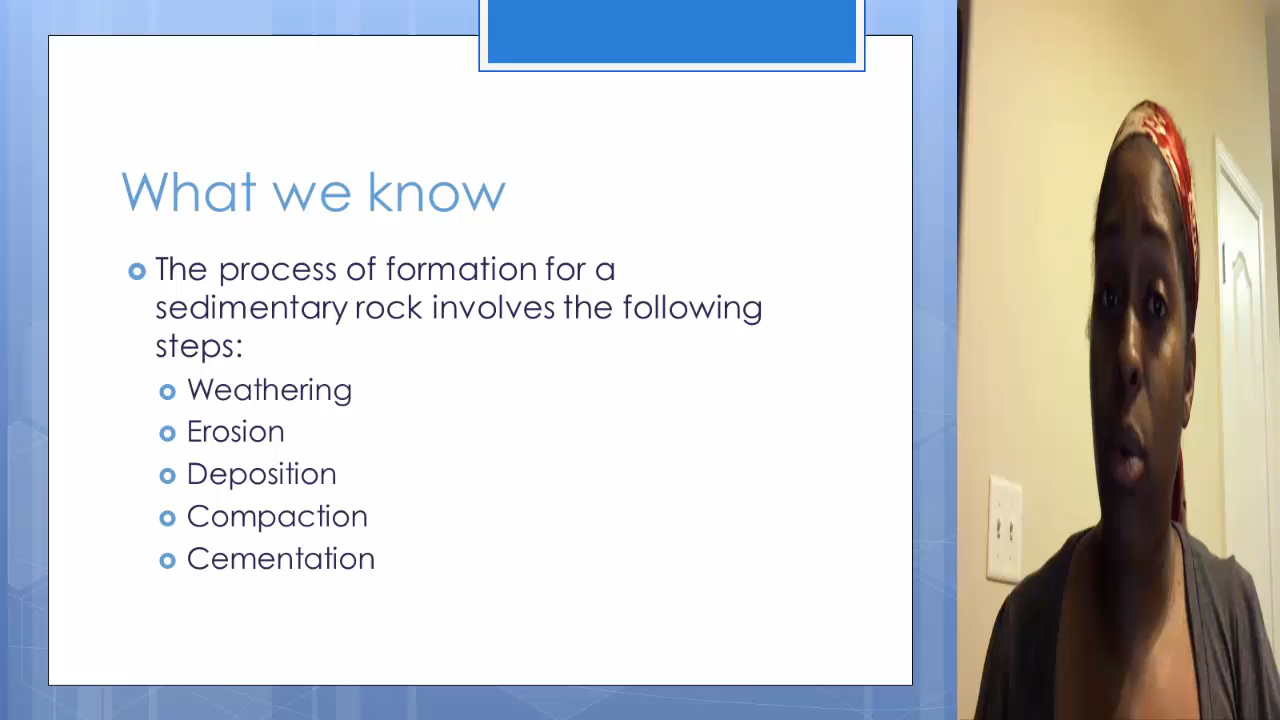 What we know
The process of formation for a
sedimentary rock involves the following
steps:
Weathering
Erosion
Deposition
Compaction
Cementation